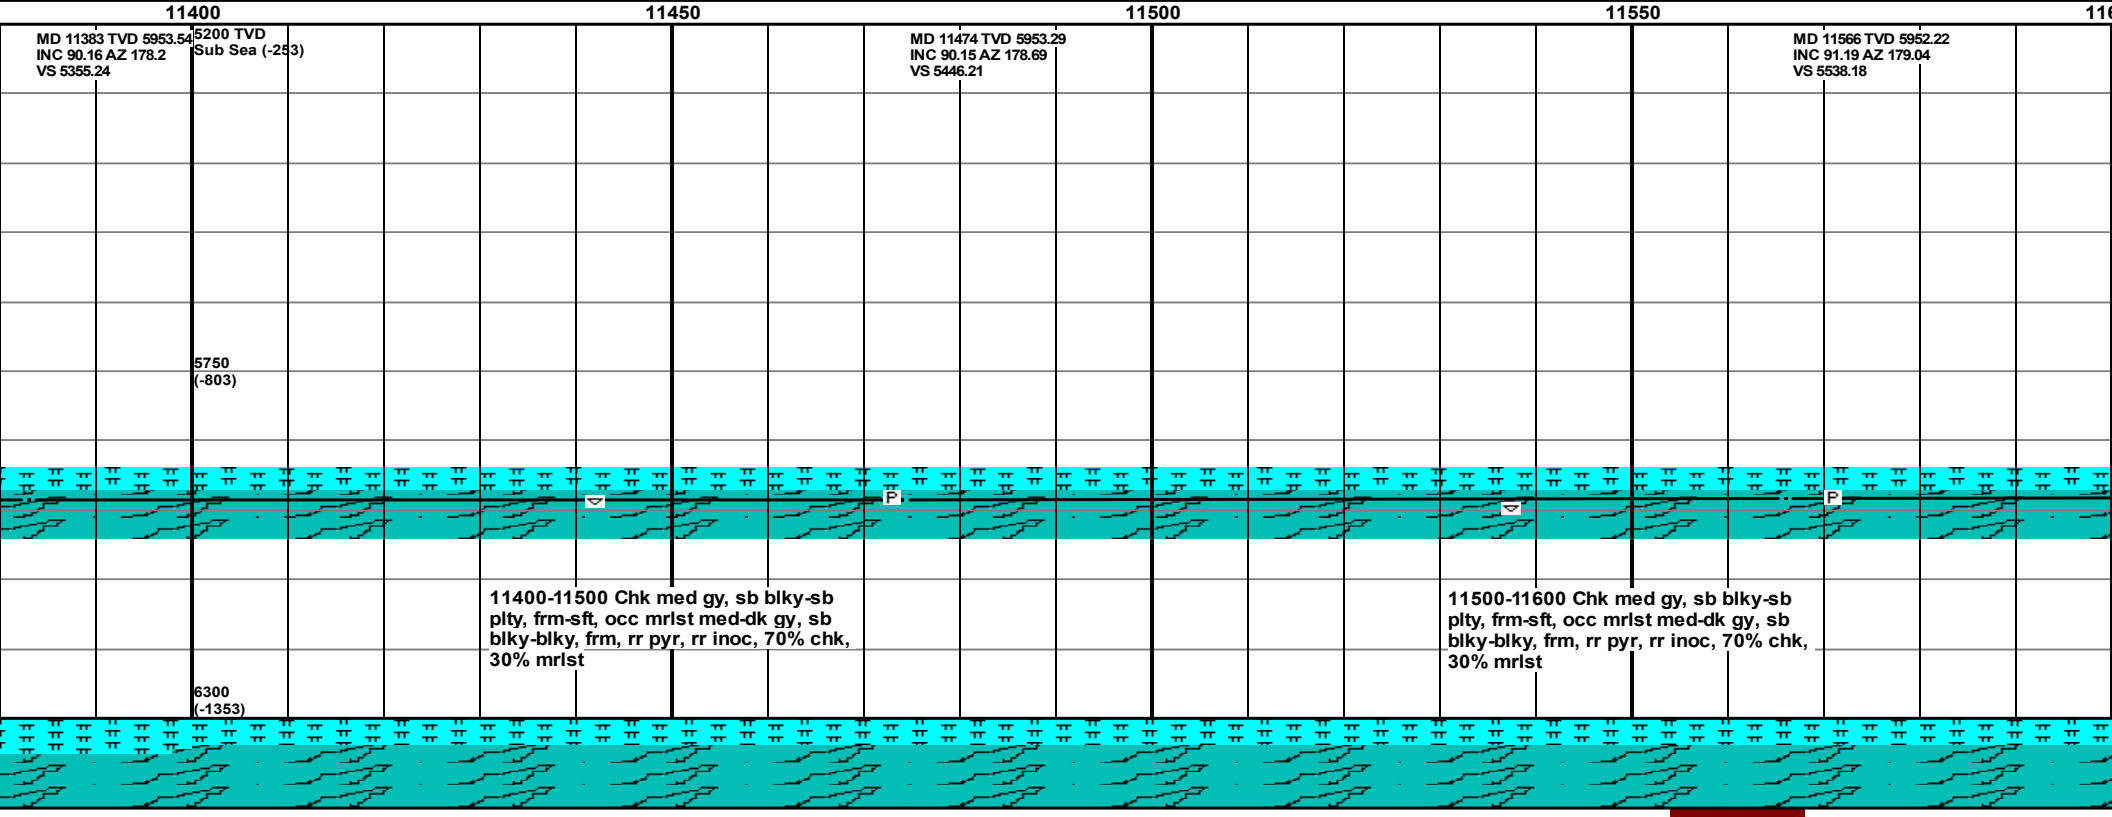 11400 11450 11500 11550 116
MD 11383 TVD 5953.54
INC 90.16 AZ 178.2
VS 5355.24
5200 TVD
Sub Sea (-253)
MD 11474 TVD 5953.29
INC 90.15 AZ 178.69
VS 5446.21
MD 11566 TVD 5952.22
INC 91.19 AZ 179.04
VS 5538.18
5750
(-803)
P
P
11400-11500 Chk med gy, sb blky-sb
plty, frm-sft, occ mrlst med-dk gy, sb
blky-blky, frm, rr pyr, rr inoc, 70% chk,
30% mrlst
11500-11600 Chk med gy, sb blky-sb
plty, frm-sft, occ mrlst med-dk gy, sb
blky-blky, frm, rr pyr, rr inoc, 70% chk,
30% mrlst
6300
(-1353)